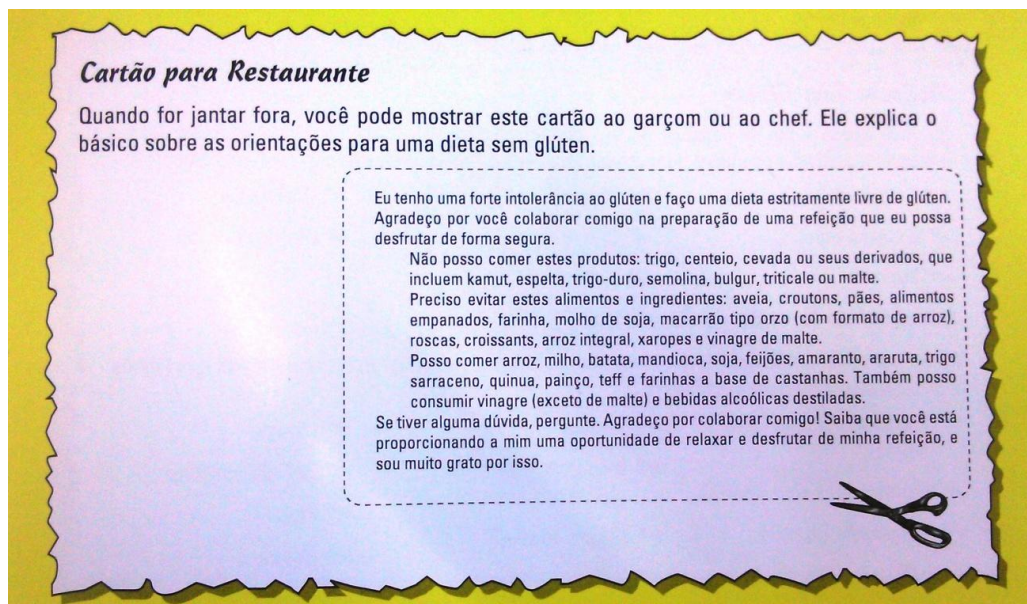 Cartão para Restaurante
Quando for jantar fora, você pode mostrar este cartão ao garçom ou ao chef. Ele explica o
básico sobre as orientações para uma dieta sem glúten.
Eu tenho uma forte intolerância ao glúten e faço uma dieta estritamente livre de glúten.
Agradeço por você colaborar comigo na preparação de uma refeição que eu possa
desfrutar de forma segura.
Não posso comer estes produtos: trigo, centeio, cevada ou seus derivados, que
incluem kamut, espelta, trigo-duro, semolina, bulgur, triticale ou malte.
Preciso evitar estes alimentos e ingredientes: aveia, croutons, pães, alimentos
empanados, farinha, molho de soja, macarrão tipo orzo (com formato de arroz),
roscas, croissants, arroz integral, xaropes e vinagre de malte.
Posso comer arroz, milho, batata, mandioca, soja, feijões, amaranto, araruta, trigo
sarraceno, quinua, painço, teff e farinhas a base de castanhas. Também posso
consumir vinagre (exceto de malte) e bebidas alcoólicas destiladas.
Se tiver alguma dúvida, pergunte. Agradeço por colaborar comigo! Saiba que você está
proporcionando a mim uma oportunidade de relaxar e desfrutar de minha refeição, e
sou muito grato por isso.